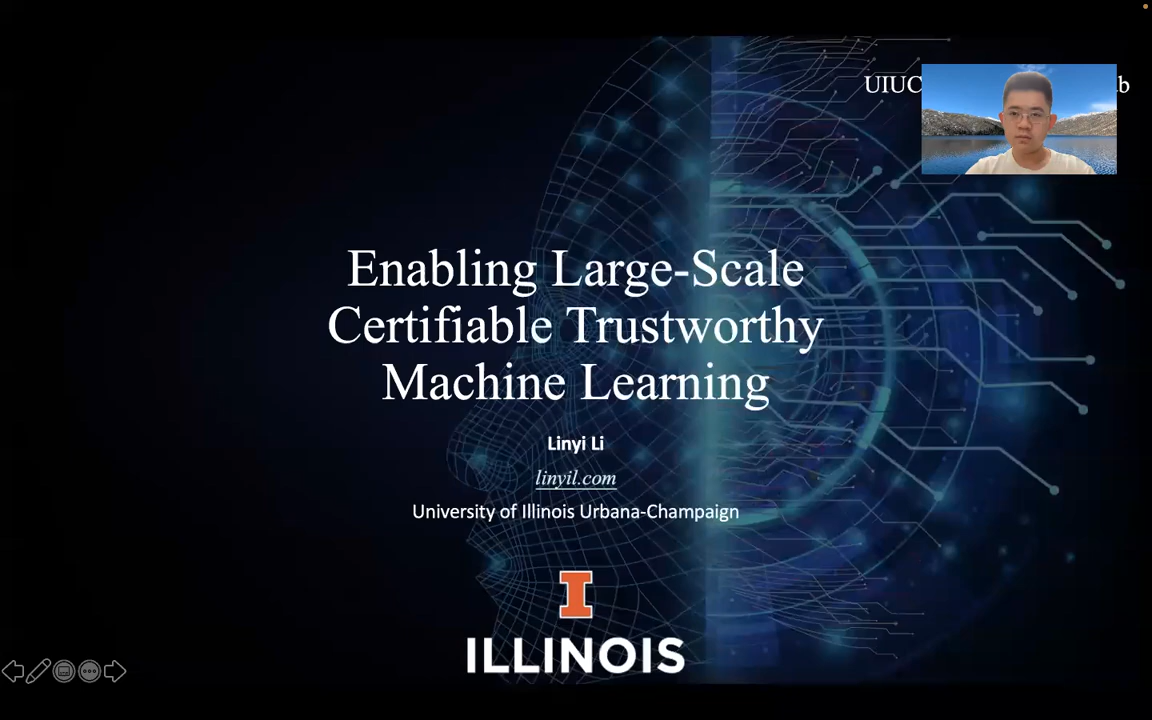 UIUC
Enabling Large-Scale
Certifiable Trustworthy
Machine Learning
Linyi Li
linyil.com
University of Illinois Urbana-Champaign
I
ILLINOIS